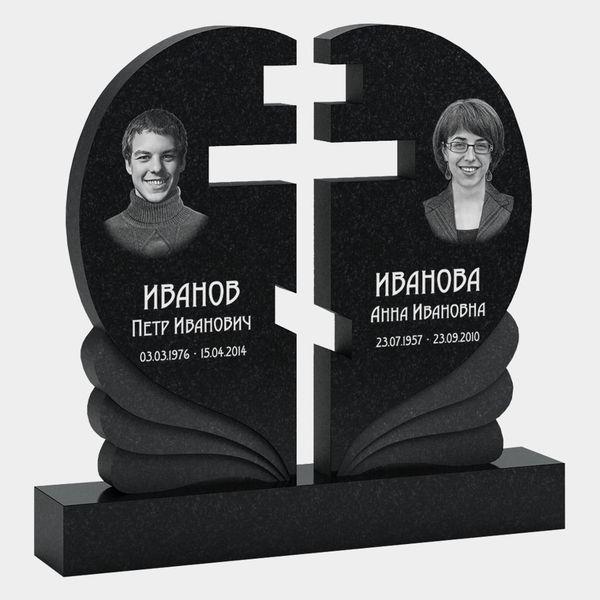 ИВАНОВ
Петр Иванович
03.03.1976 · 15.04.2014
ИВАНОВА
Анна Ивановна
23.07.1957 · 23.09.2010